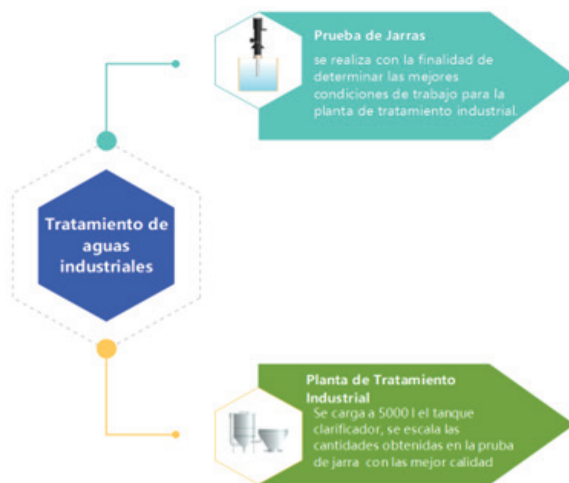 Prueba de Jarras
se realiza con la finalidad de
determinar las mejores
condiciones de trabajo para la
planta de tratamiento industrial.
Tratamiento de
aguas
industriales
Planta de Tratamiento
Industrial
Se carga a 5000 l el tanque
clarificador, se escala las
cantidades obtenidas en la pruba
de jarra con las mejor calidad